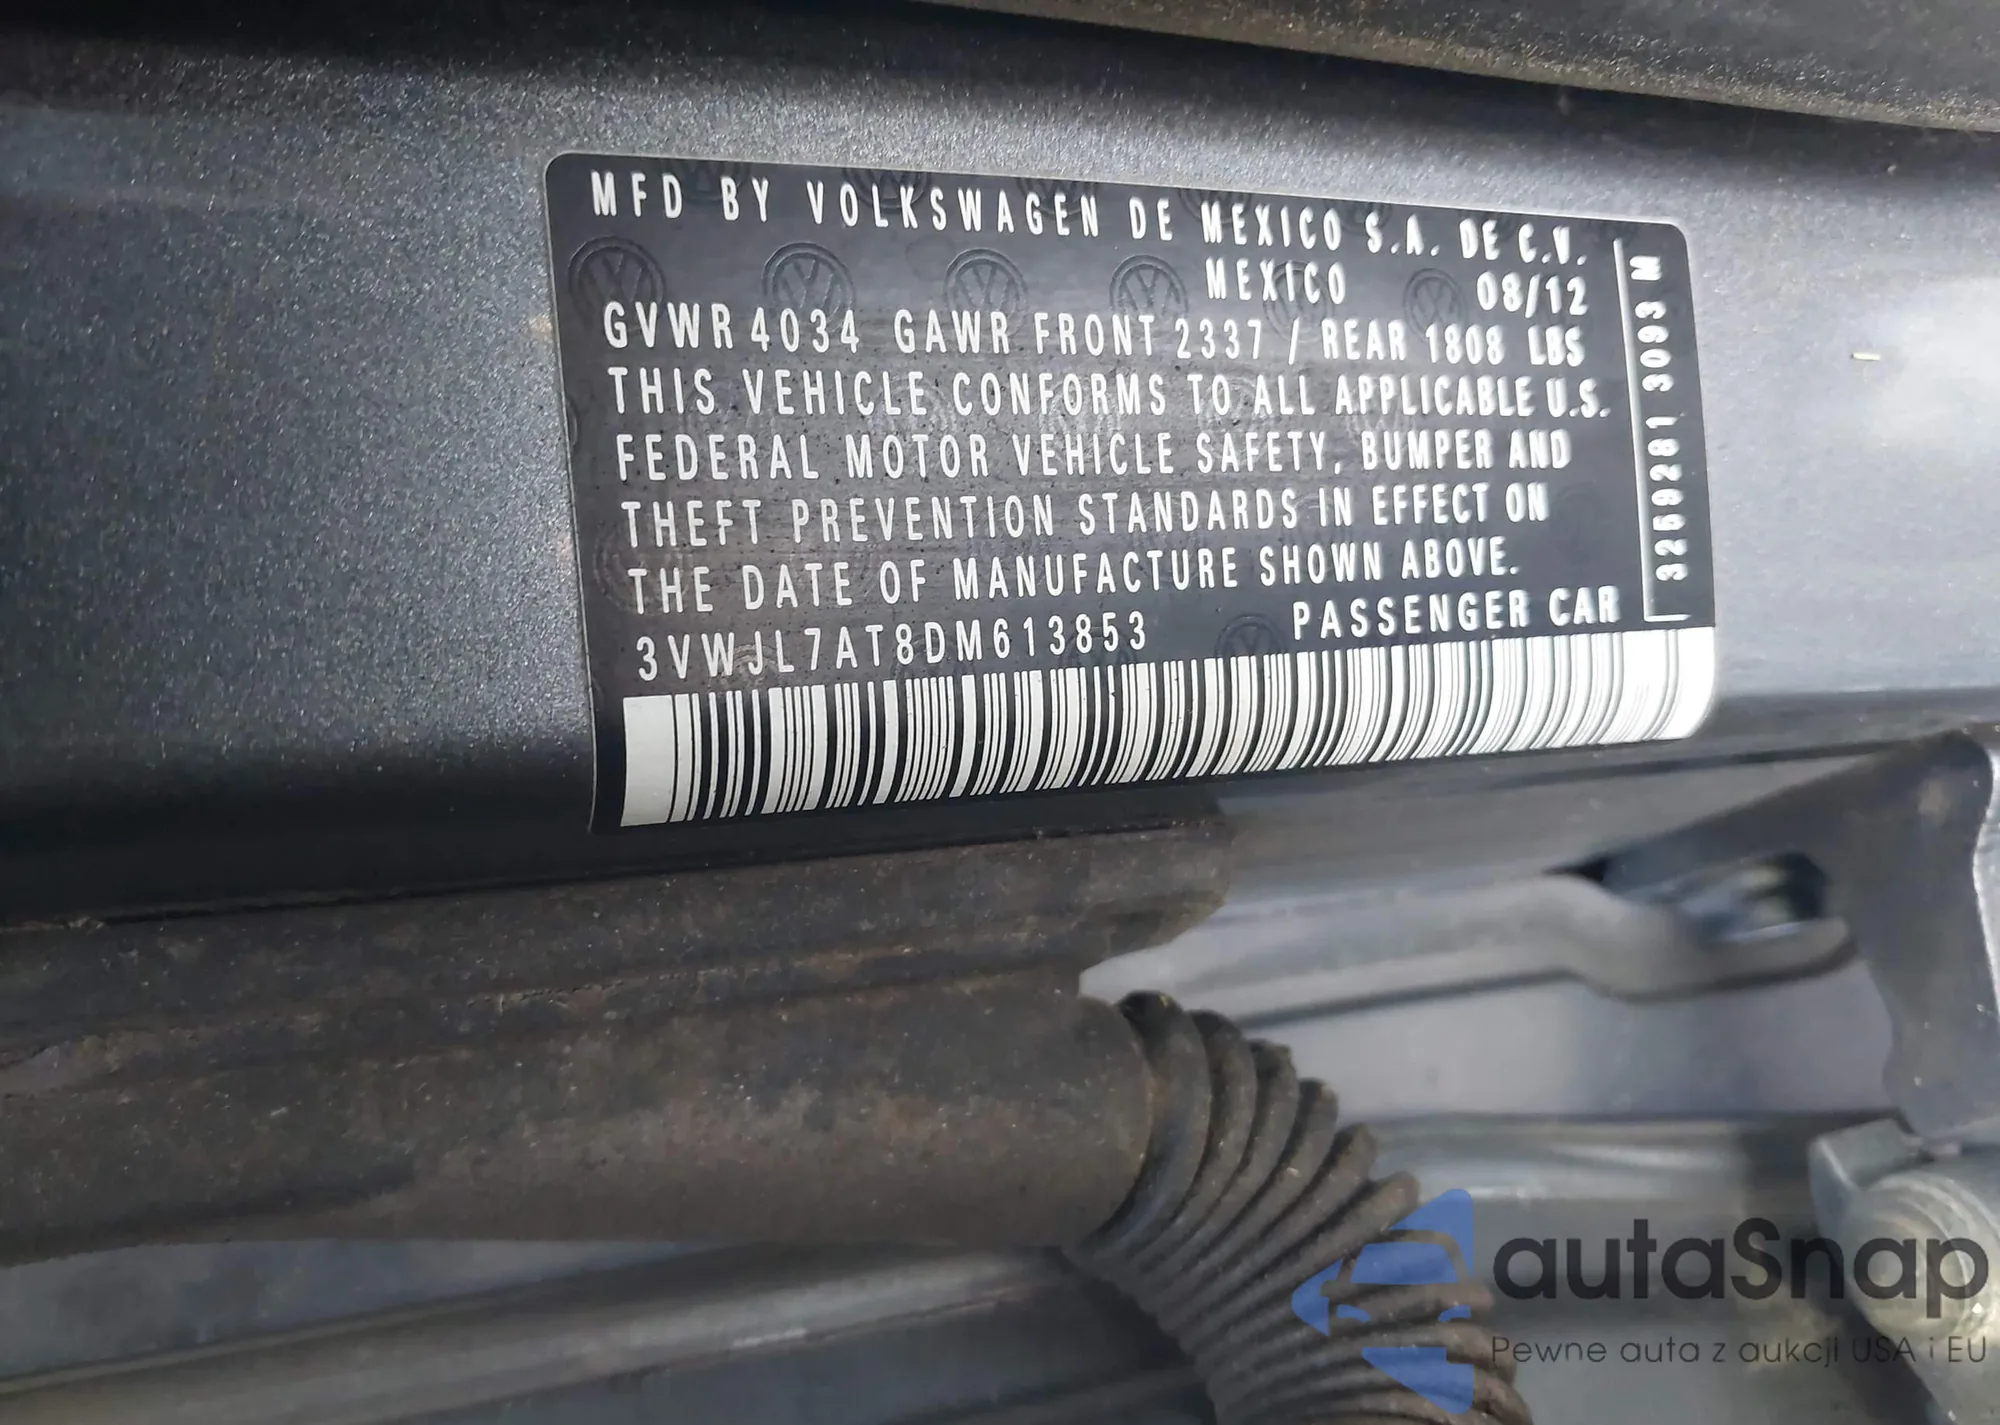 MFD BY VOLKSWAGEN DE MEXICO S.A. DE C.V.
MEXICO 08/12
GVWR 4034 GAWR FRONT 2337 / REAR 1808 LBS
THIS VEHICLE CONFORMS TO ALL APPLICABLE U.S.
FEDERAL MOTOR VEHICLE SAFETY, BUMPER AND
THEFT PREVENTION STANDARDS IN EFFECT ON
THE DATE OF MANUFACTURE SHOWN ABOVE.
3VWJL7AT8DM613853 PASSENGER CAR
3269281 3093 M
autaSnap
Pewne auta z aukcji USA i EU